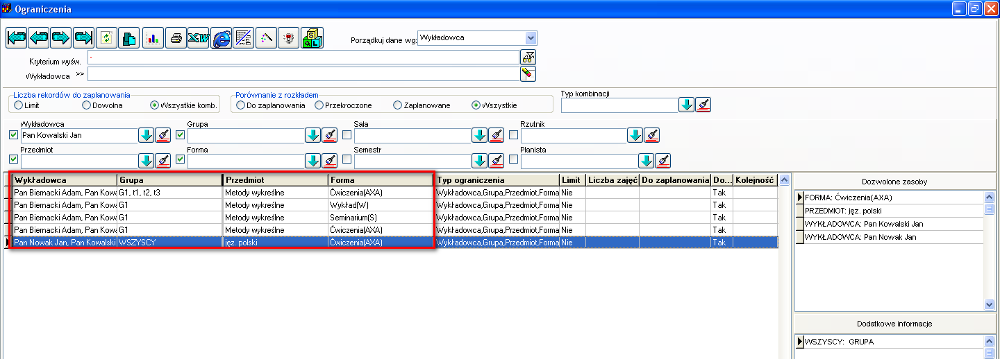 Ograniczenia
Porządkuj dane wg: Wykładowca
Kryterium wyśw. -
Wykładowca >>
Liczba rekordów do zaplanowania
Limit Dowolna Wszystkie komb.
Porównanie z rozkładem
Do zaplanowania Przekroczone Zaplanowane Wszystkie
Typ kombinacji
Wykładowca Grupa Sala Rzutnik
Pan Kowalski Jan
Przedmiot Forma Semestr Planista
Wykładowca Grupa Przedmiot Forma Typ ograniczenia Limit Liczba zajęć Do zaplanowania Do... Kolejność
Pan Biernacki Adam, Pan Kowa G1, t1, t2, t3 Metody wykreślne Ćwiczenia(AXA) Wykładowca,Grupa,Przedmiot,Forma Nie Tak
Pan Biernacki Adam, Pan Kowa G1 Metody wykreślne Wykład(W) Wykładowca,Grupa,Przedmiot,Forma Nie Tak
Pan Biernacki Adam, Pan Kowa G1 Metody wykreślne Seminarium(S) Wykładowca,Grupa,Przedmiot,Forma Nie Tak
Pan Biernacki Adam, Pan Kowa G1 Metody wykreślne Ćwiczenia(AXA) Wykładowca,Grupa,Przedmiot,Forma Nie Tak
Pan Nowak Jan, Pan Kowalski WSZYSCY jęz. polski Ćwiczenia(AXA) Wykładowca,Grupa,Przedmiot,Forma Nie Tak
Dozwolone zasoby
FORMA: Ćwiczenia(AXA)
PRZEDMIOT: jęz. polski
WYKŁADOWCA: Pan Kowalski Jan
WYKŁADOWCA: Pan Nowak Jan
Dodatkowe informacje
WSZYSCY: GRUPA